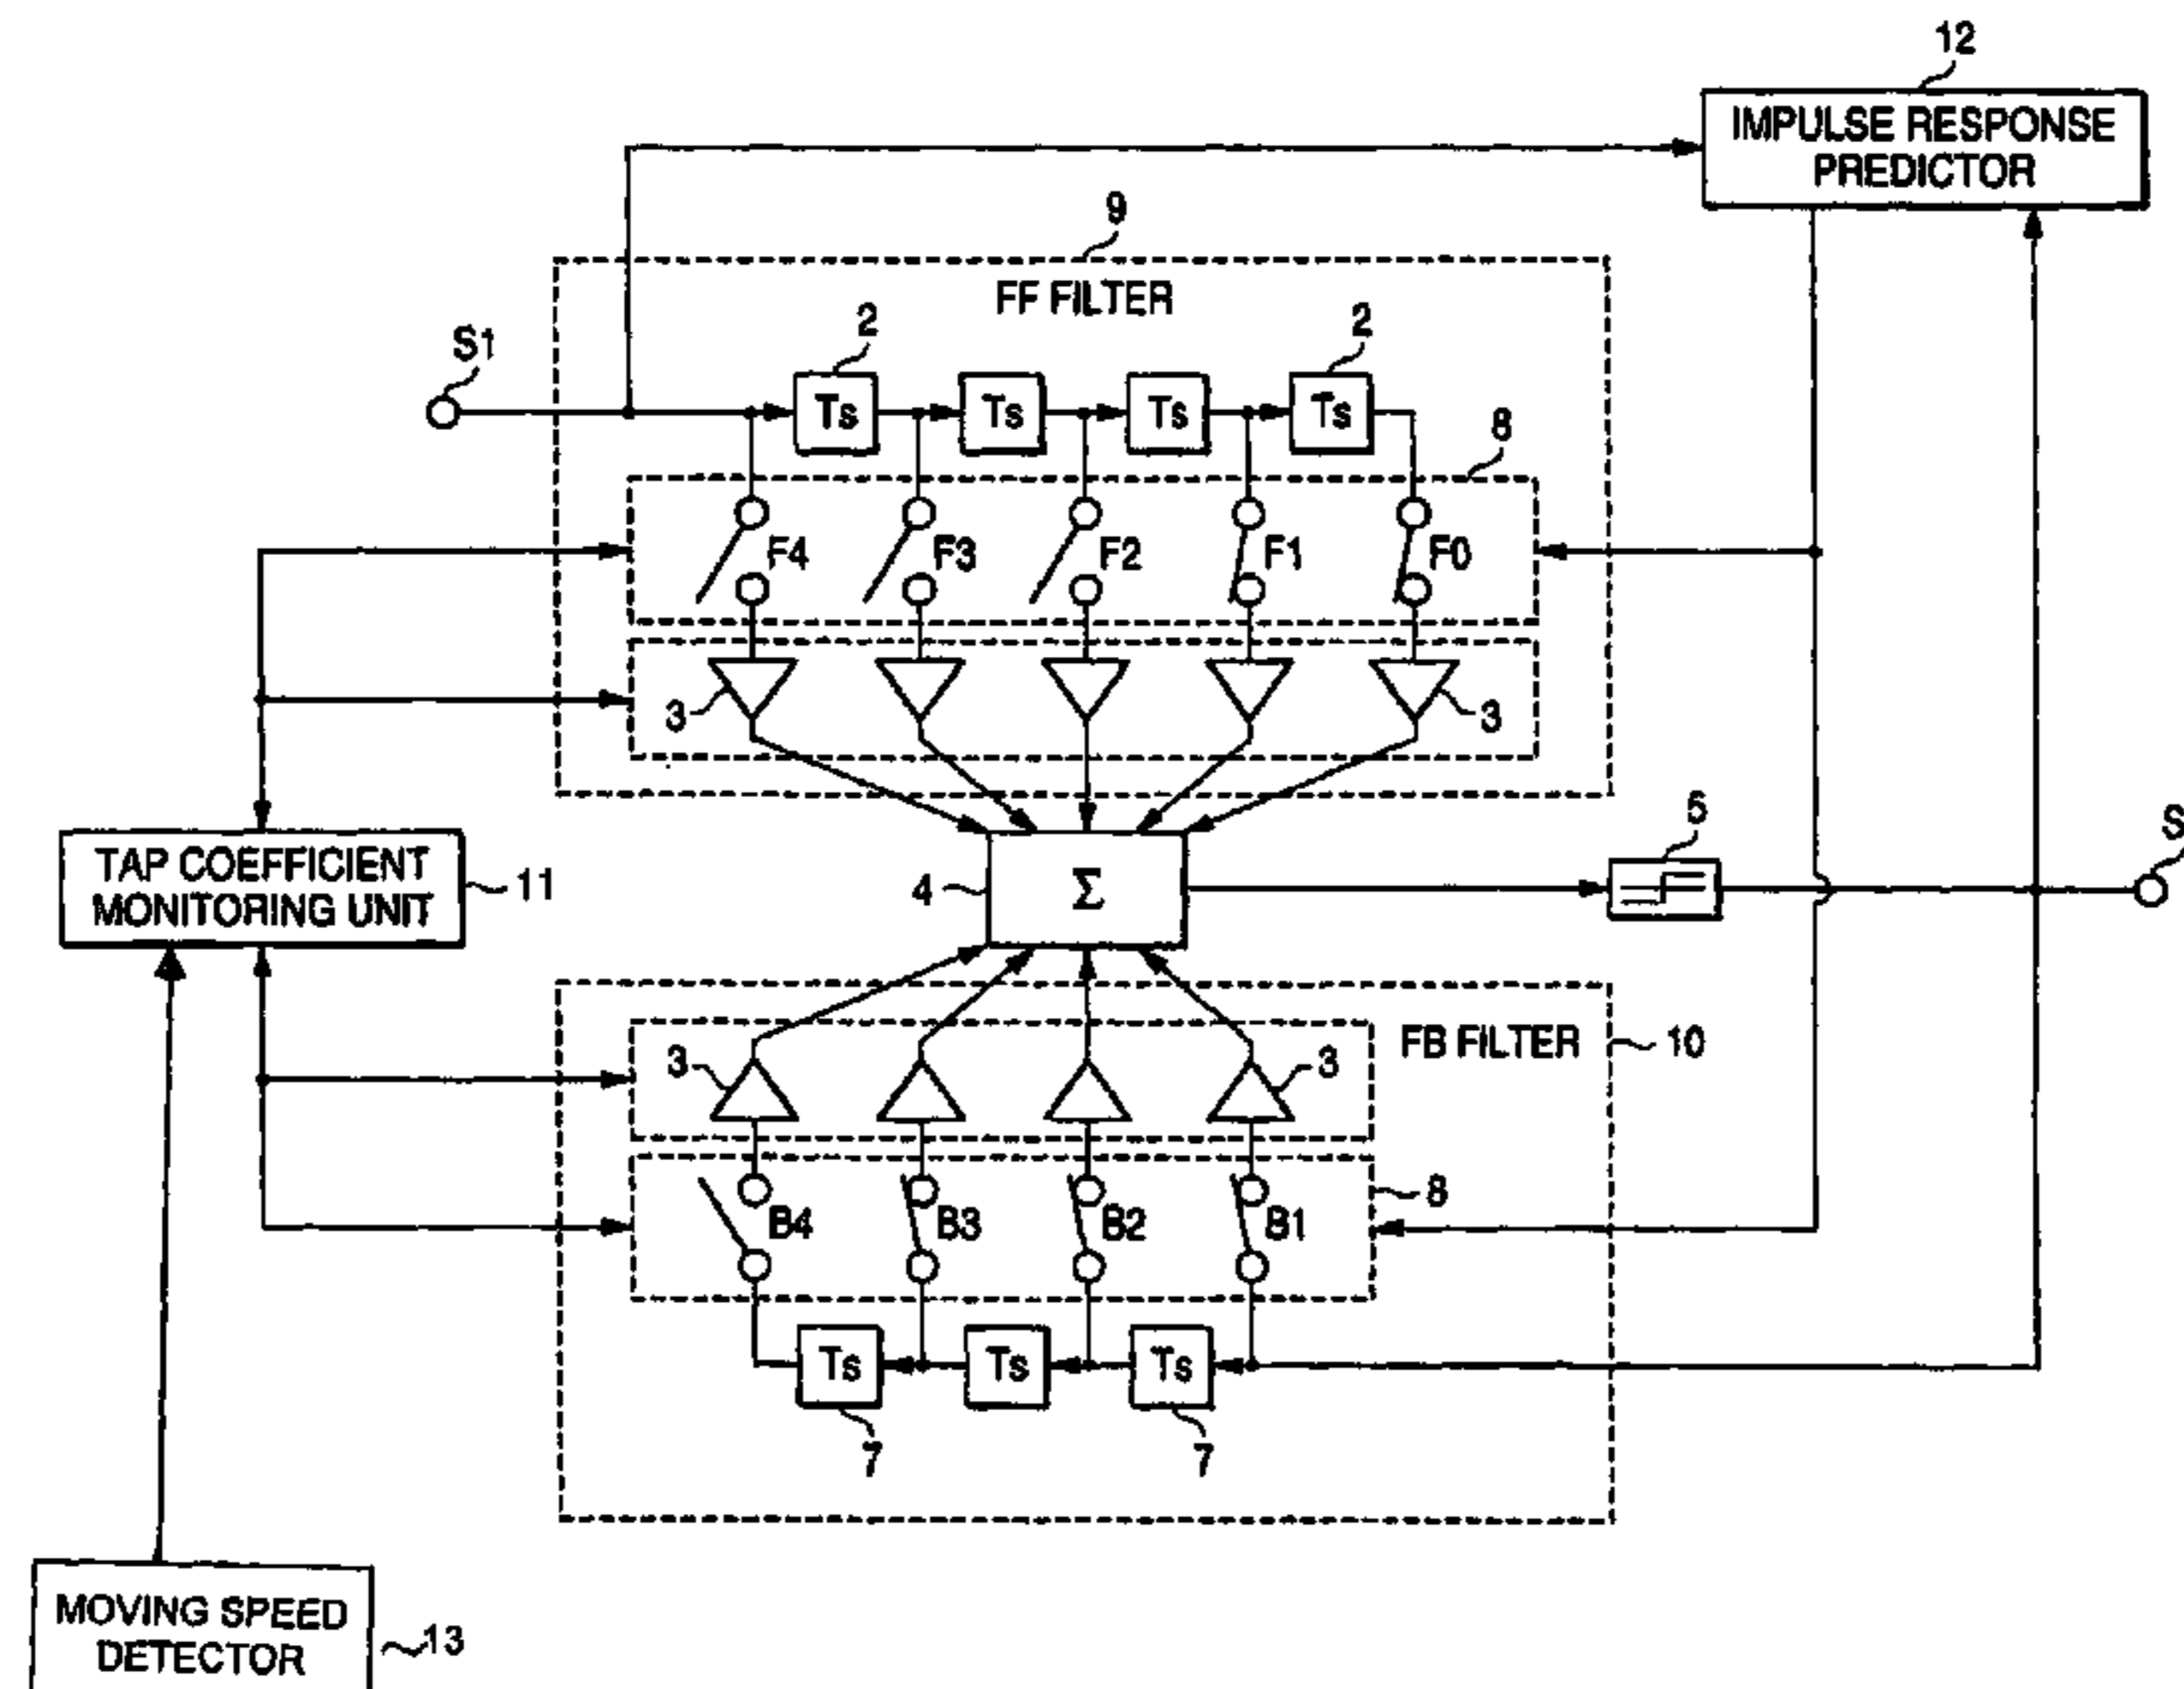 12
IMPULSE RESPONSE
PREDICTOR
9
FF FILTER
S1
2
2
Ts
Ts
Ts
Ts
8
F4
F3
F2
F1
F0
3
3
TAP COEFFICIENT
MONITORING UNIT
11
4
Σ
5
S
FB FILTER
10
3
3
8
B4
B3
B2
B1
Ts
Ts
Ts
7
7
MOVING SPEED
DETECTOR
13